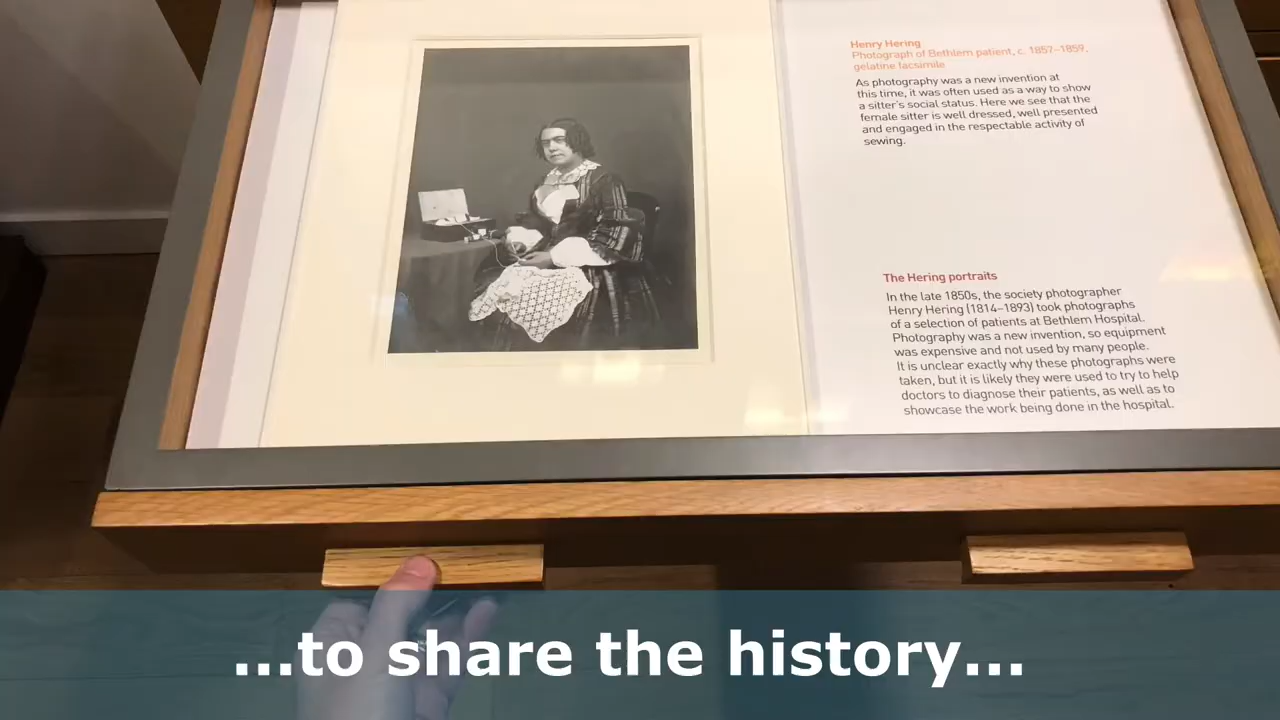 Henry Hering
Photograph of Bethlem patient, c. 1857–1859,
gelatine facsimile
As photography was a new invention at
this time, it was often used as a way to show
a sitter's social status. Here we see that the
female sitter is well dressed, well presented
and engaged in the respectable activity of
sewing.
The Hering portraits
In the late 1850s, the society photographer
Henry Hering (1814–1893) took photographs
of a selection of patients at Bethlem Hospital.
Photography was a new invention, so equipment
was expensive and not used by many people.
It is unclear exactly why these photographs were
taken, but it is likely they were used to try to help
doctors to diagnose their patients, as well as to
showcase the work being done in the hospital.
...to share the history...